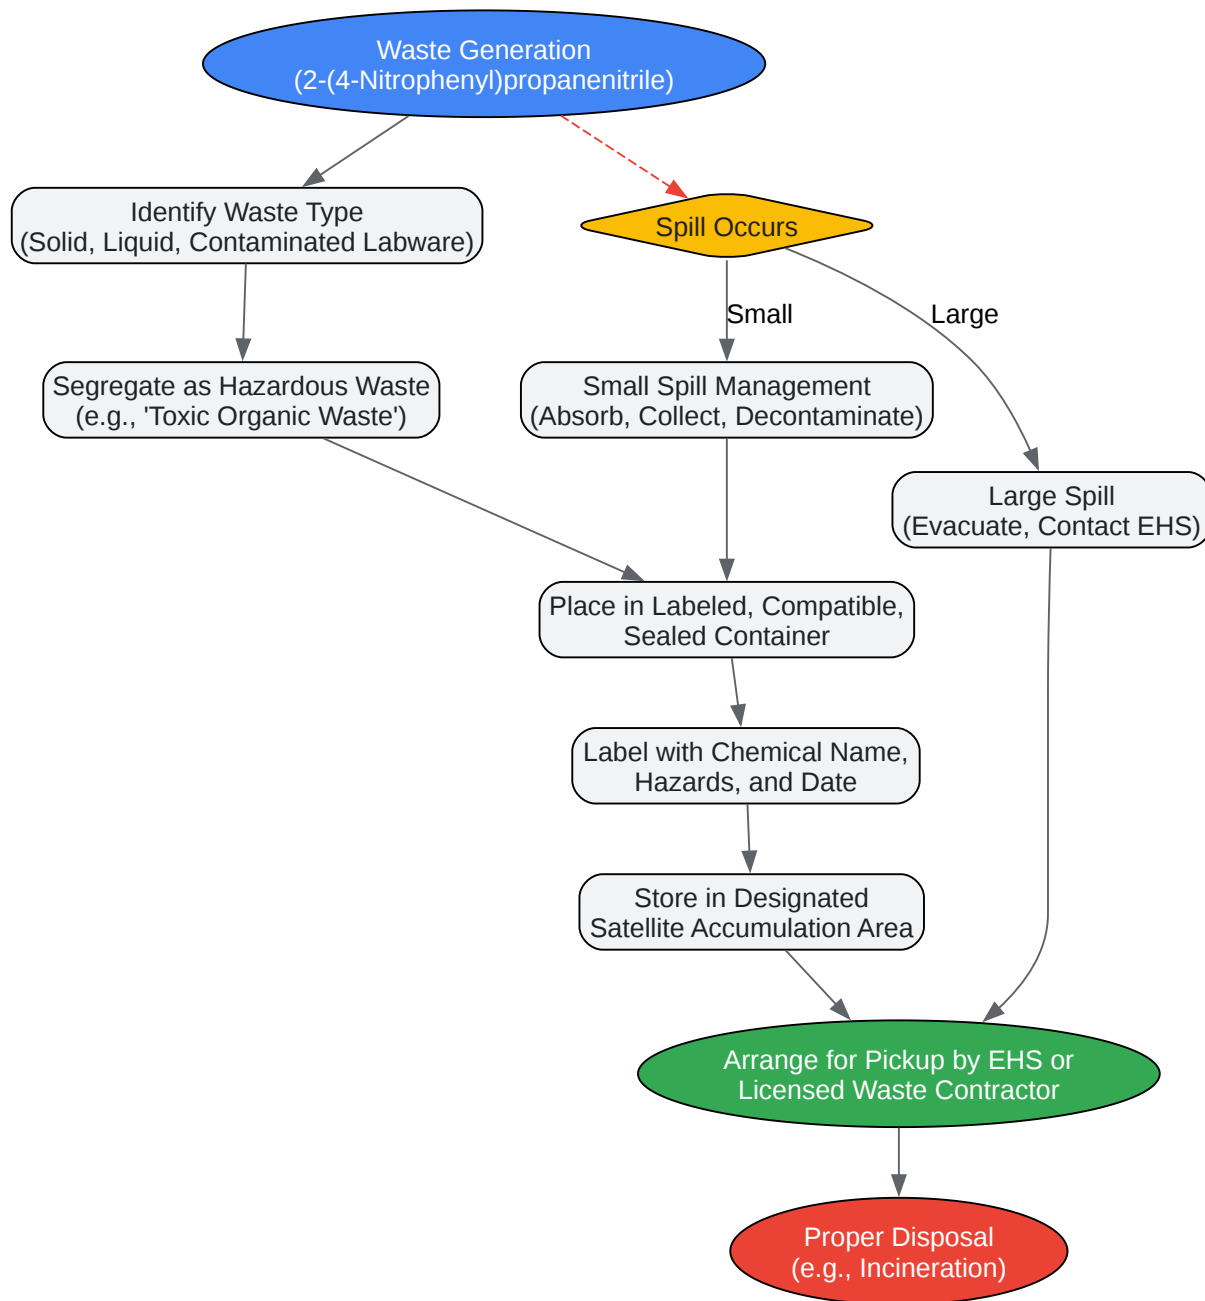 Waste Generation
(2-(4-Nitrophenyl)propanenitrile)
Identify Waste Type
(Solid, Liquid, Contaminated Labware)
Spill Occurs
Small
Large
Segregate as Hazardous Waste
(e.g., 'Toxic Organic Waste')
Small Spill Management
(Absorb, Collect, Decontaminate)
Large Spill
(Evacuate, Contact EHS)
Place in Labeled, Compatible,
Sealed Container
Label with Chemical Name,
Hazards, and Date
Store in Designated
Satellite Accumulation Area
Arrange for Pickup by EHS or
Licensed Waste Contractor
Proper Disposal
(e.g., Incineration)